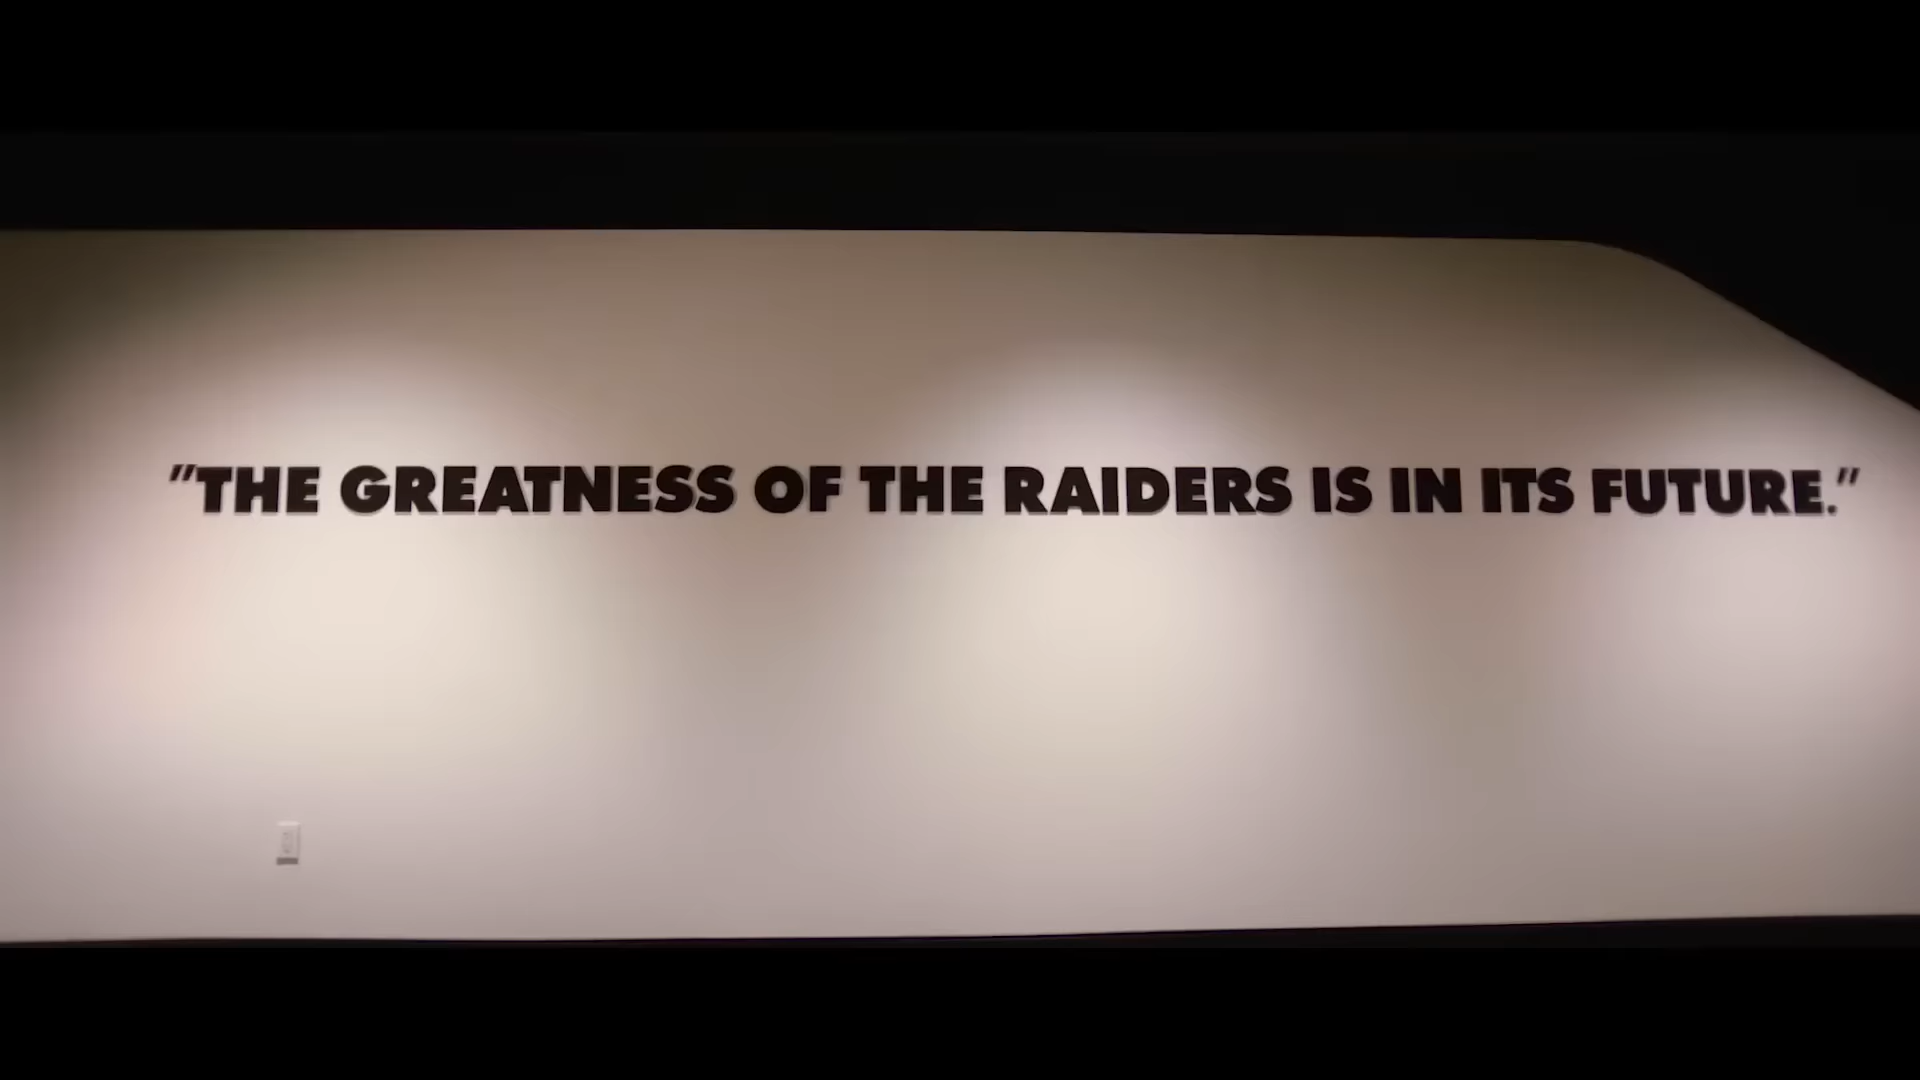 "THE GREATNESS OF THE RAIDERS IS IN ITS FUTURE."